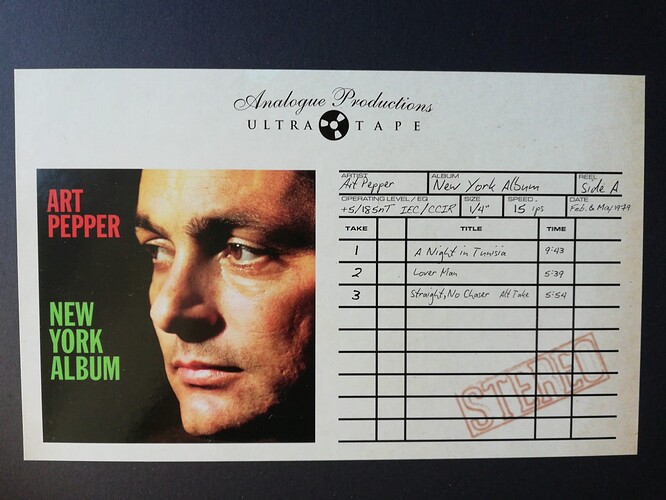 Analogue Productions
ULTRA TAPE
ART
PEPPER
NEW
YORK
ALBUM
ARTIST ALBUM REEL
Art Pepper New York Album Side A
OPERATING LEVEL / EQ SIZE SPEED DATE
+5/185nT IEC/CCIR 1/4" 15 ips Feb. & May 1979
TAKE TITLE TIME
1 A Night in Tunisia 9:43
2 Lover Man 5:39
3 Straight, No Chaser Alt Take 5:54
STEREO